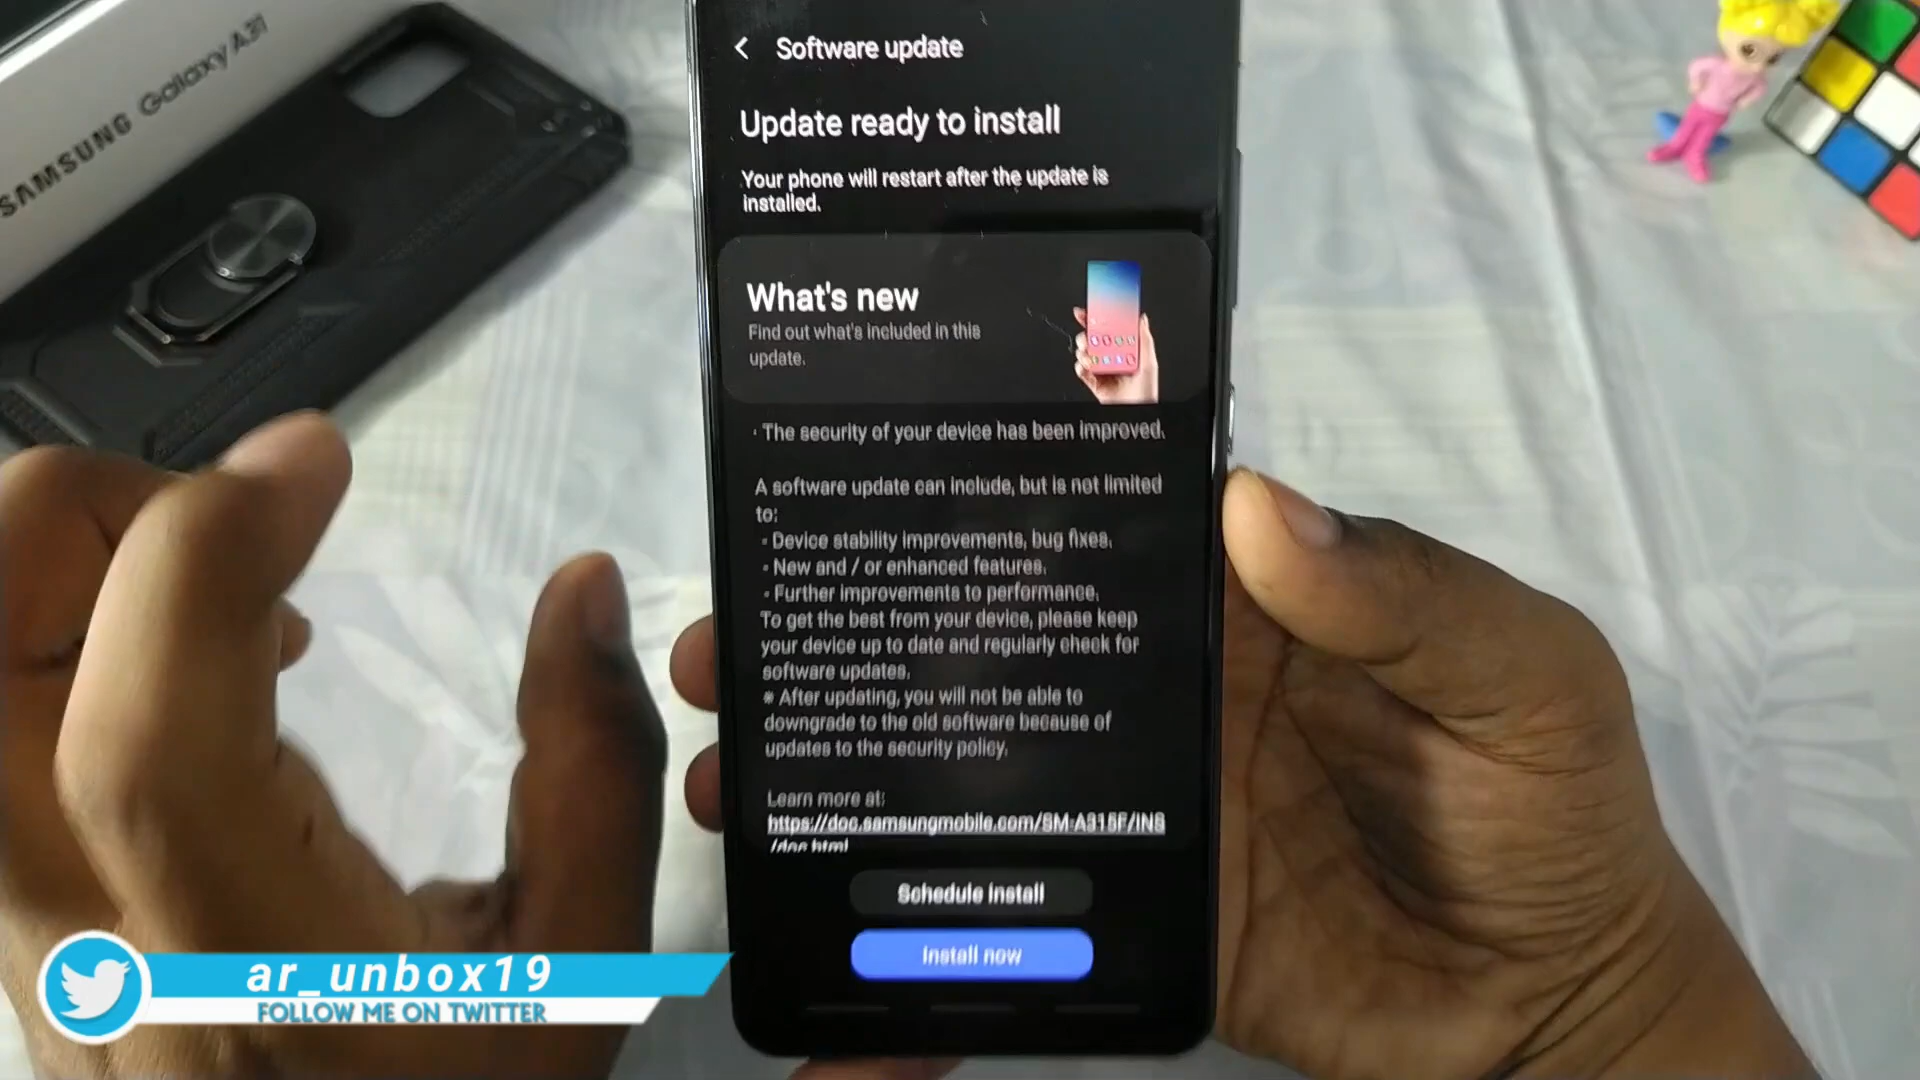 SAMSUNG Galaxy A31
Software update
Update ready to install
Your phone will restart after the update is
installed.
What's new
Find out what's included in this
update.
· The security of your device has been improved.
A software update can include, but is not limited
to:
· Device stability improvements, bug fixes.
· New and / or enhanced features.
· Further improvements to performance.
To get the best from your device, please keep
your device up to date and regularly check for
software updates.
※ After updating, you will not be able to
downgrade to the old software because of
updates to the security policy.
Learn more at:
https://doc.samsungmobile.com/SM-A315F/INS
/doc.html
Schedule install
Install now
ar_unbox19
FOLLOW ME ON TWITTER